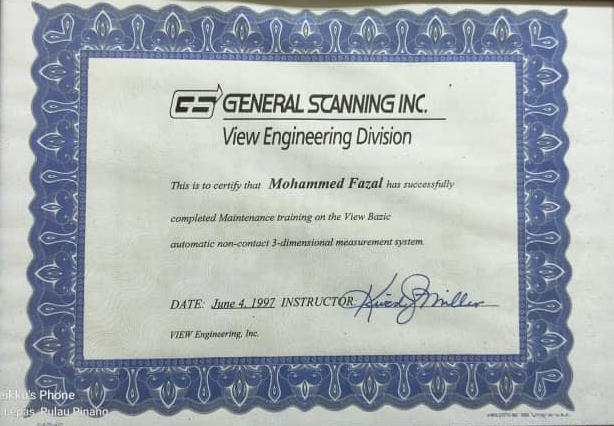 GS GENERAL SCANNING INC.
View Engineering Division
This is to certify that Mohammed Fazal has successfully
completed Maintenance training on the View Bazic
automatic non-contact 3-dimensional measurement system.
DATE: June 4, 1997 INSTRUCTOR Miller
VIEW Engineering, Inc.
Phone
Lepas, Pulau Pinang